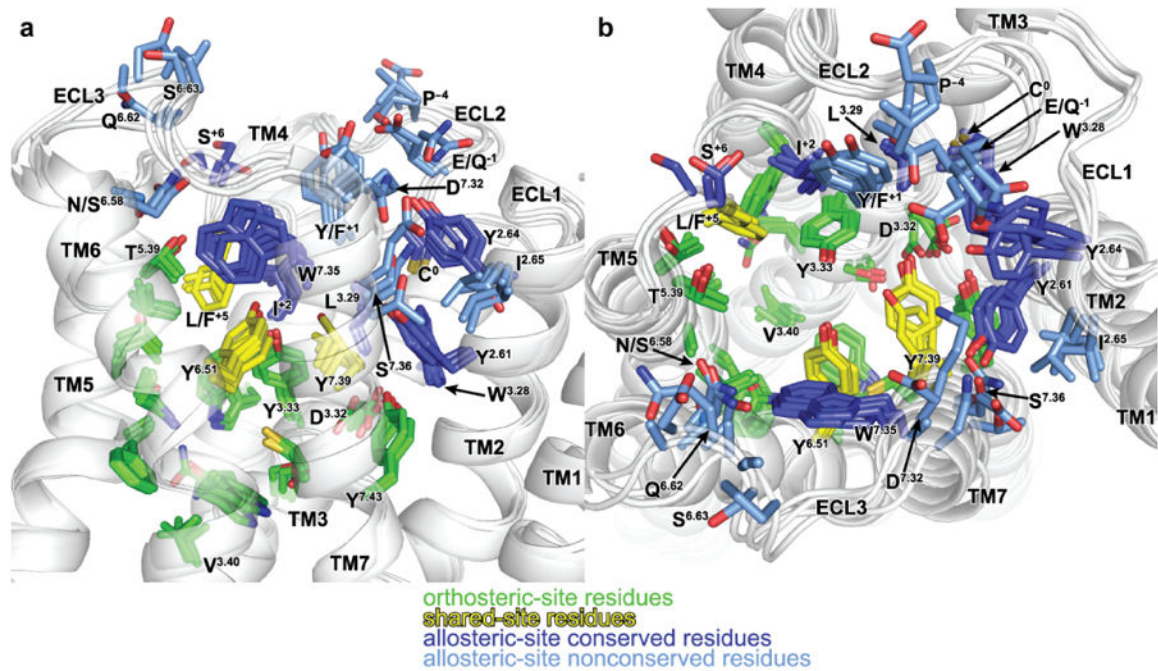 a
S6.63
ECL3
Q6.62
S+6
TM4
P−4
ECL2
E/Q-1
D7.32
ECL1
N/S6.58
Y/F+1
TM6
T5.39
Y2.64
W7.35
I2.65
C0
L3.29
I+2
L/F+5
Y2.61
S7.36
Y6.51
TM5
Y7.39
Y3.33
W3.28
D3.32
TM2
TM1
Y7.43
TM3
V3.40
TM7
b
TM3
TM4
ECL2
P−4
C0
E/Q-1
L3.29
W3.28
I+2
S+6
ECL1
Y/F+1
L/F+5
D3.32
Y2.64
Y3.33
TM5
Y2.61
T5.39
TM2
V3.40
I2.65
N/S6.58
Y7.39
S7.36
TM1
TM6
W7.35
Y6.51
D7.32
Q6.62
TM7
ECL3
S6.63
orthosteric-site residues
shared-site residues
allosteric-site conserved residues
allosteric-site nonconserved residues